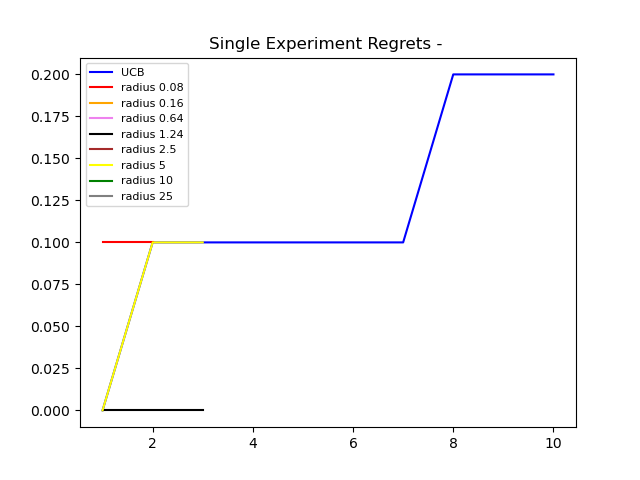 Single Experiment Regrets -
0.200
0.175
0.150
0.125
0.100
0.075
0.050
0.025
0.000
UCB
radius 0.08
radius 0.16
radius 0.64
radius 1.24
radius 2.5
radius 5
radius 10
radius 25
2 4 6 8 10